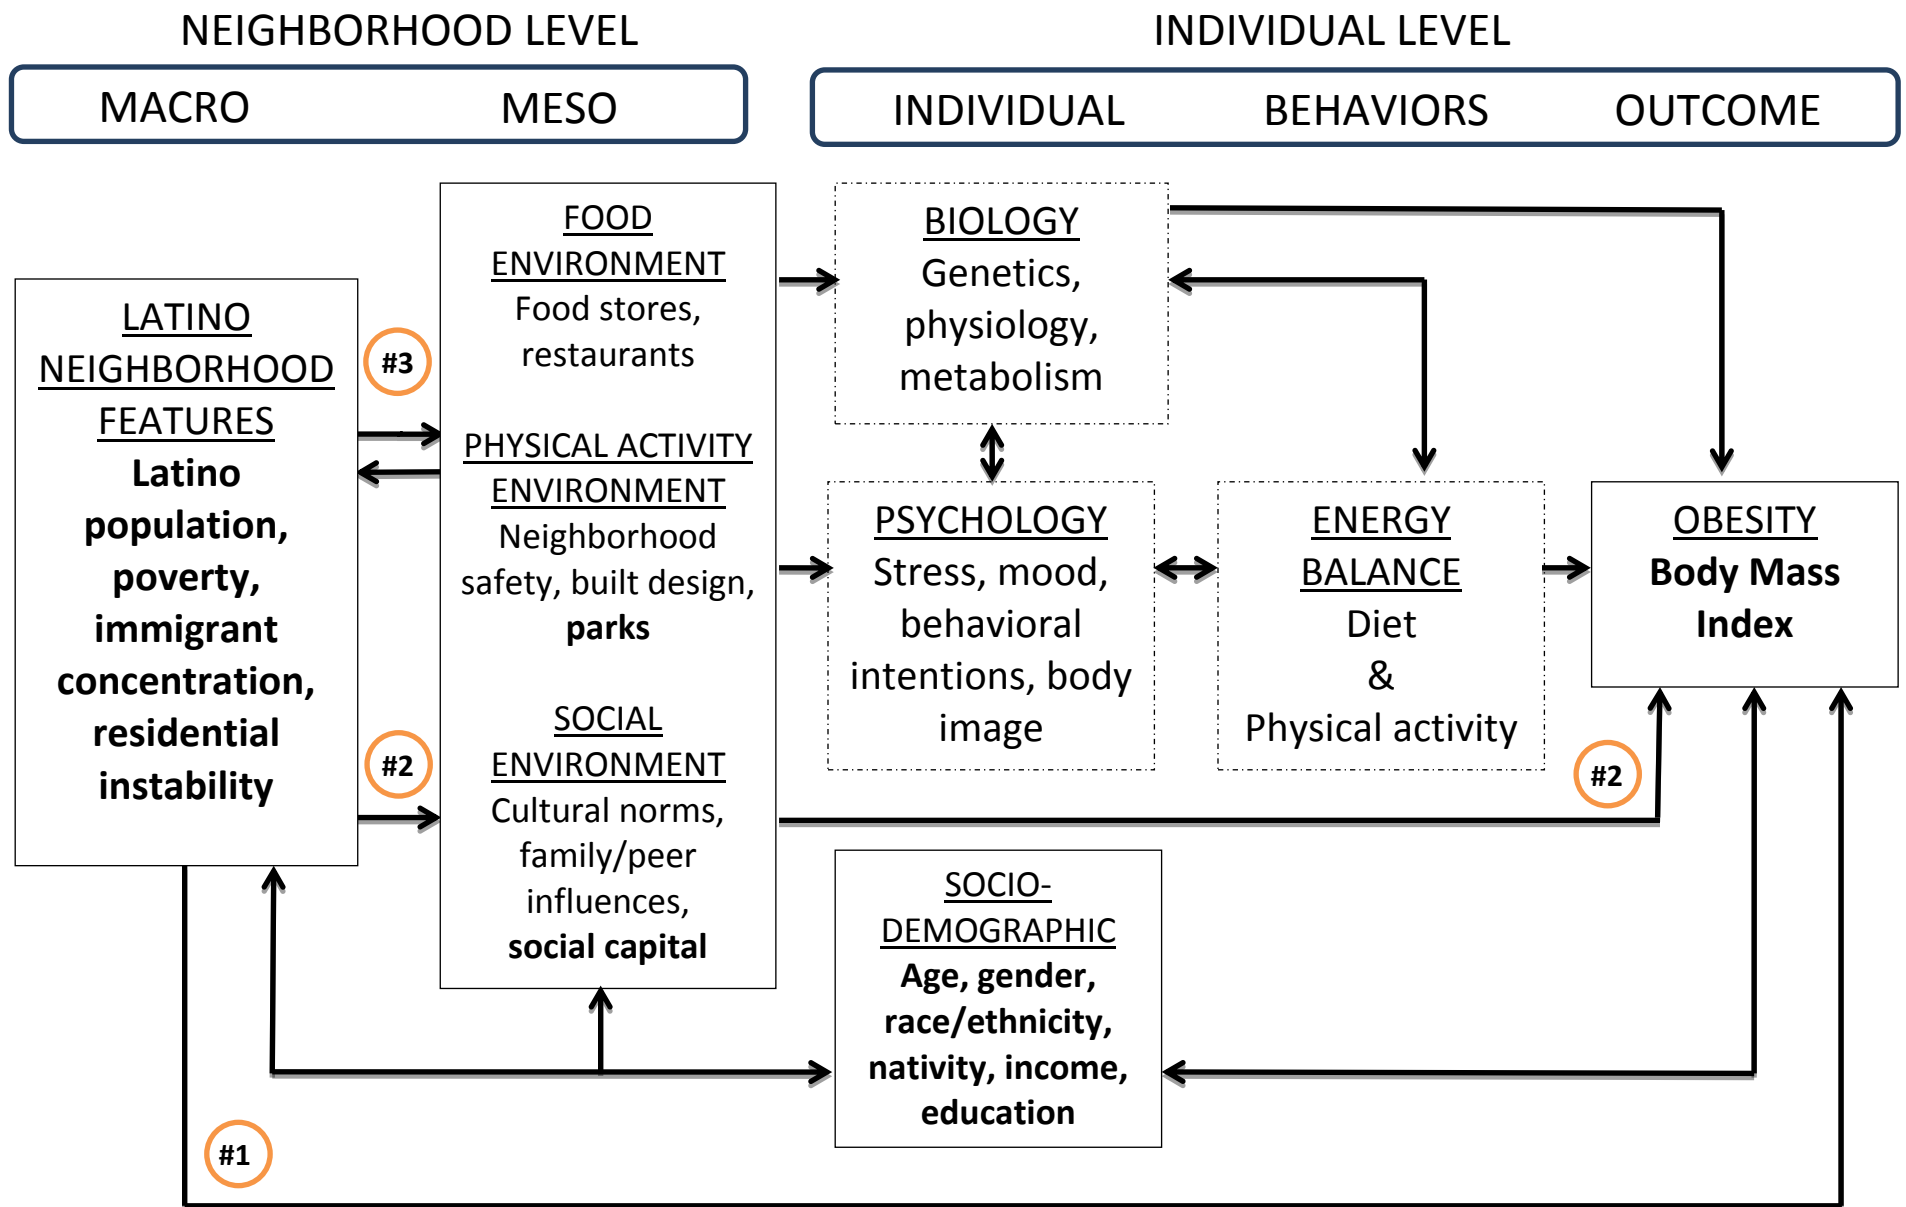 NEIGHBORHOOD LEVEL
INDIVIDUAL LEVEL
MACRO
MESO
INDIVIDUAL
BEHAVIORS
OUTCOME
LATINO
NEIGHBORHOOD
FEATURES
Latino
population,
poverty,
immigrant
concentration,
residential
instability
#3
#2
#1
FOOD
ENVIRONMENT
Food stores,
restaurants
PHYSICAL ACTIVITY
ENVIRONMENT
Neighborhood
safety, built design,
parks
SOCIAL
ENVIRONMENT
Cultural norms,
family/peer
influences,
social capital
BIOLOGY
Genetics,
physiology,
metabolism
PSYCHOLOGY
Stress, mood,
behavioral
intentions, body
image
ENERGY
BALANCE
Diet
&
Physical activity
OBESITY
Body Mass
Index
#2
SOCIO-
DEMOGRAPHIC
Age, gender,
race/ethnicity,
nativity, income,
education